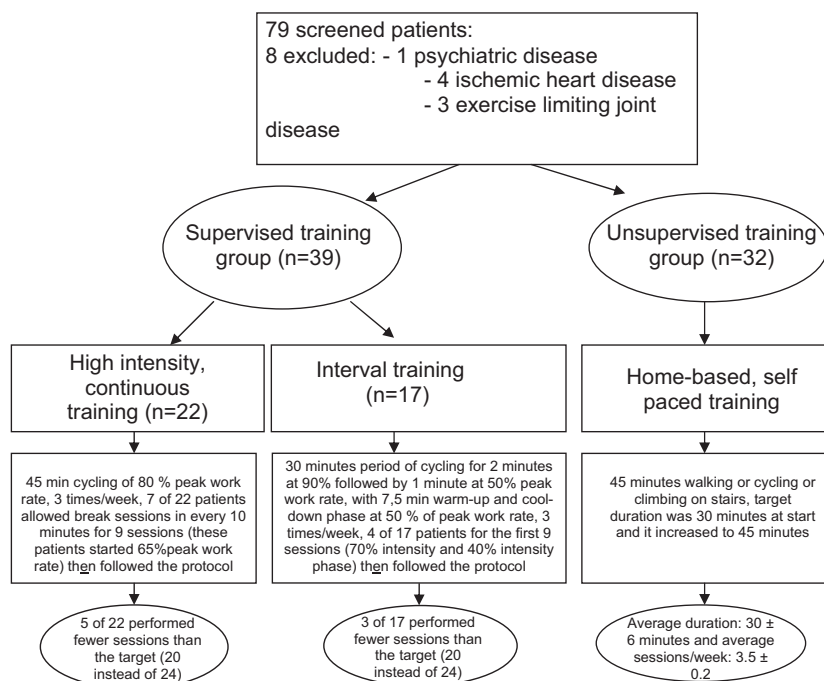 79 screened patients:
8 excluded: - 1 psychiatric disease
- 4 ischemic heart disease
- 3 exercise limiting joint
disease
Supervised training
group (n=39)
Unsupervised training
group (n=32)
High intensity,
continuous
training (n=22)
Interval training
(n=17)
Home-based, self
paced training
45 min cycling of 80 % peak work
rate, 3 times/week, 7 of 22 patients
allowed break sessions in every 10
minutes for 9 sessions (these
patients started 65%peak work
rate) then followed the protocol
30 minutes period of cycling for 2 minutes
at 90% followed by 1 minute at 50% peak
work rate, with 7,5 min warm-up and cool-
down phase at 50 % of peak work rate, 3
times/week, 4 of 17 patients for the first 9
sessions (70% intensity and 40% intensity
phase) then followed the protocol
45 minutes walking or cycling or
climbing on stairs, target
duration was 30 minutes at start
and it increased to 45 minutes
5 of 22 performed
fewer sessions than
the target (20
instead of 24)
3 of 17 performed
fewer sessions than
the target (20
instead of 24)
Average duration: 30 ±
6 minutes and average
sessions/week: 3.5 ±
0.2